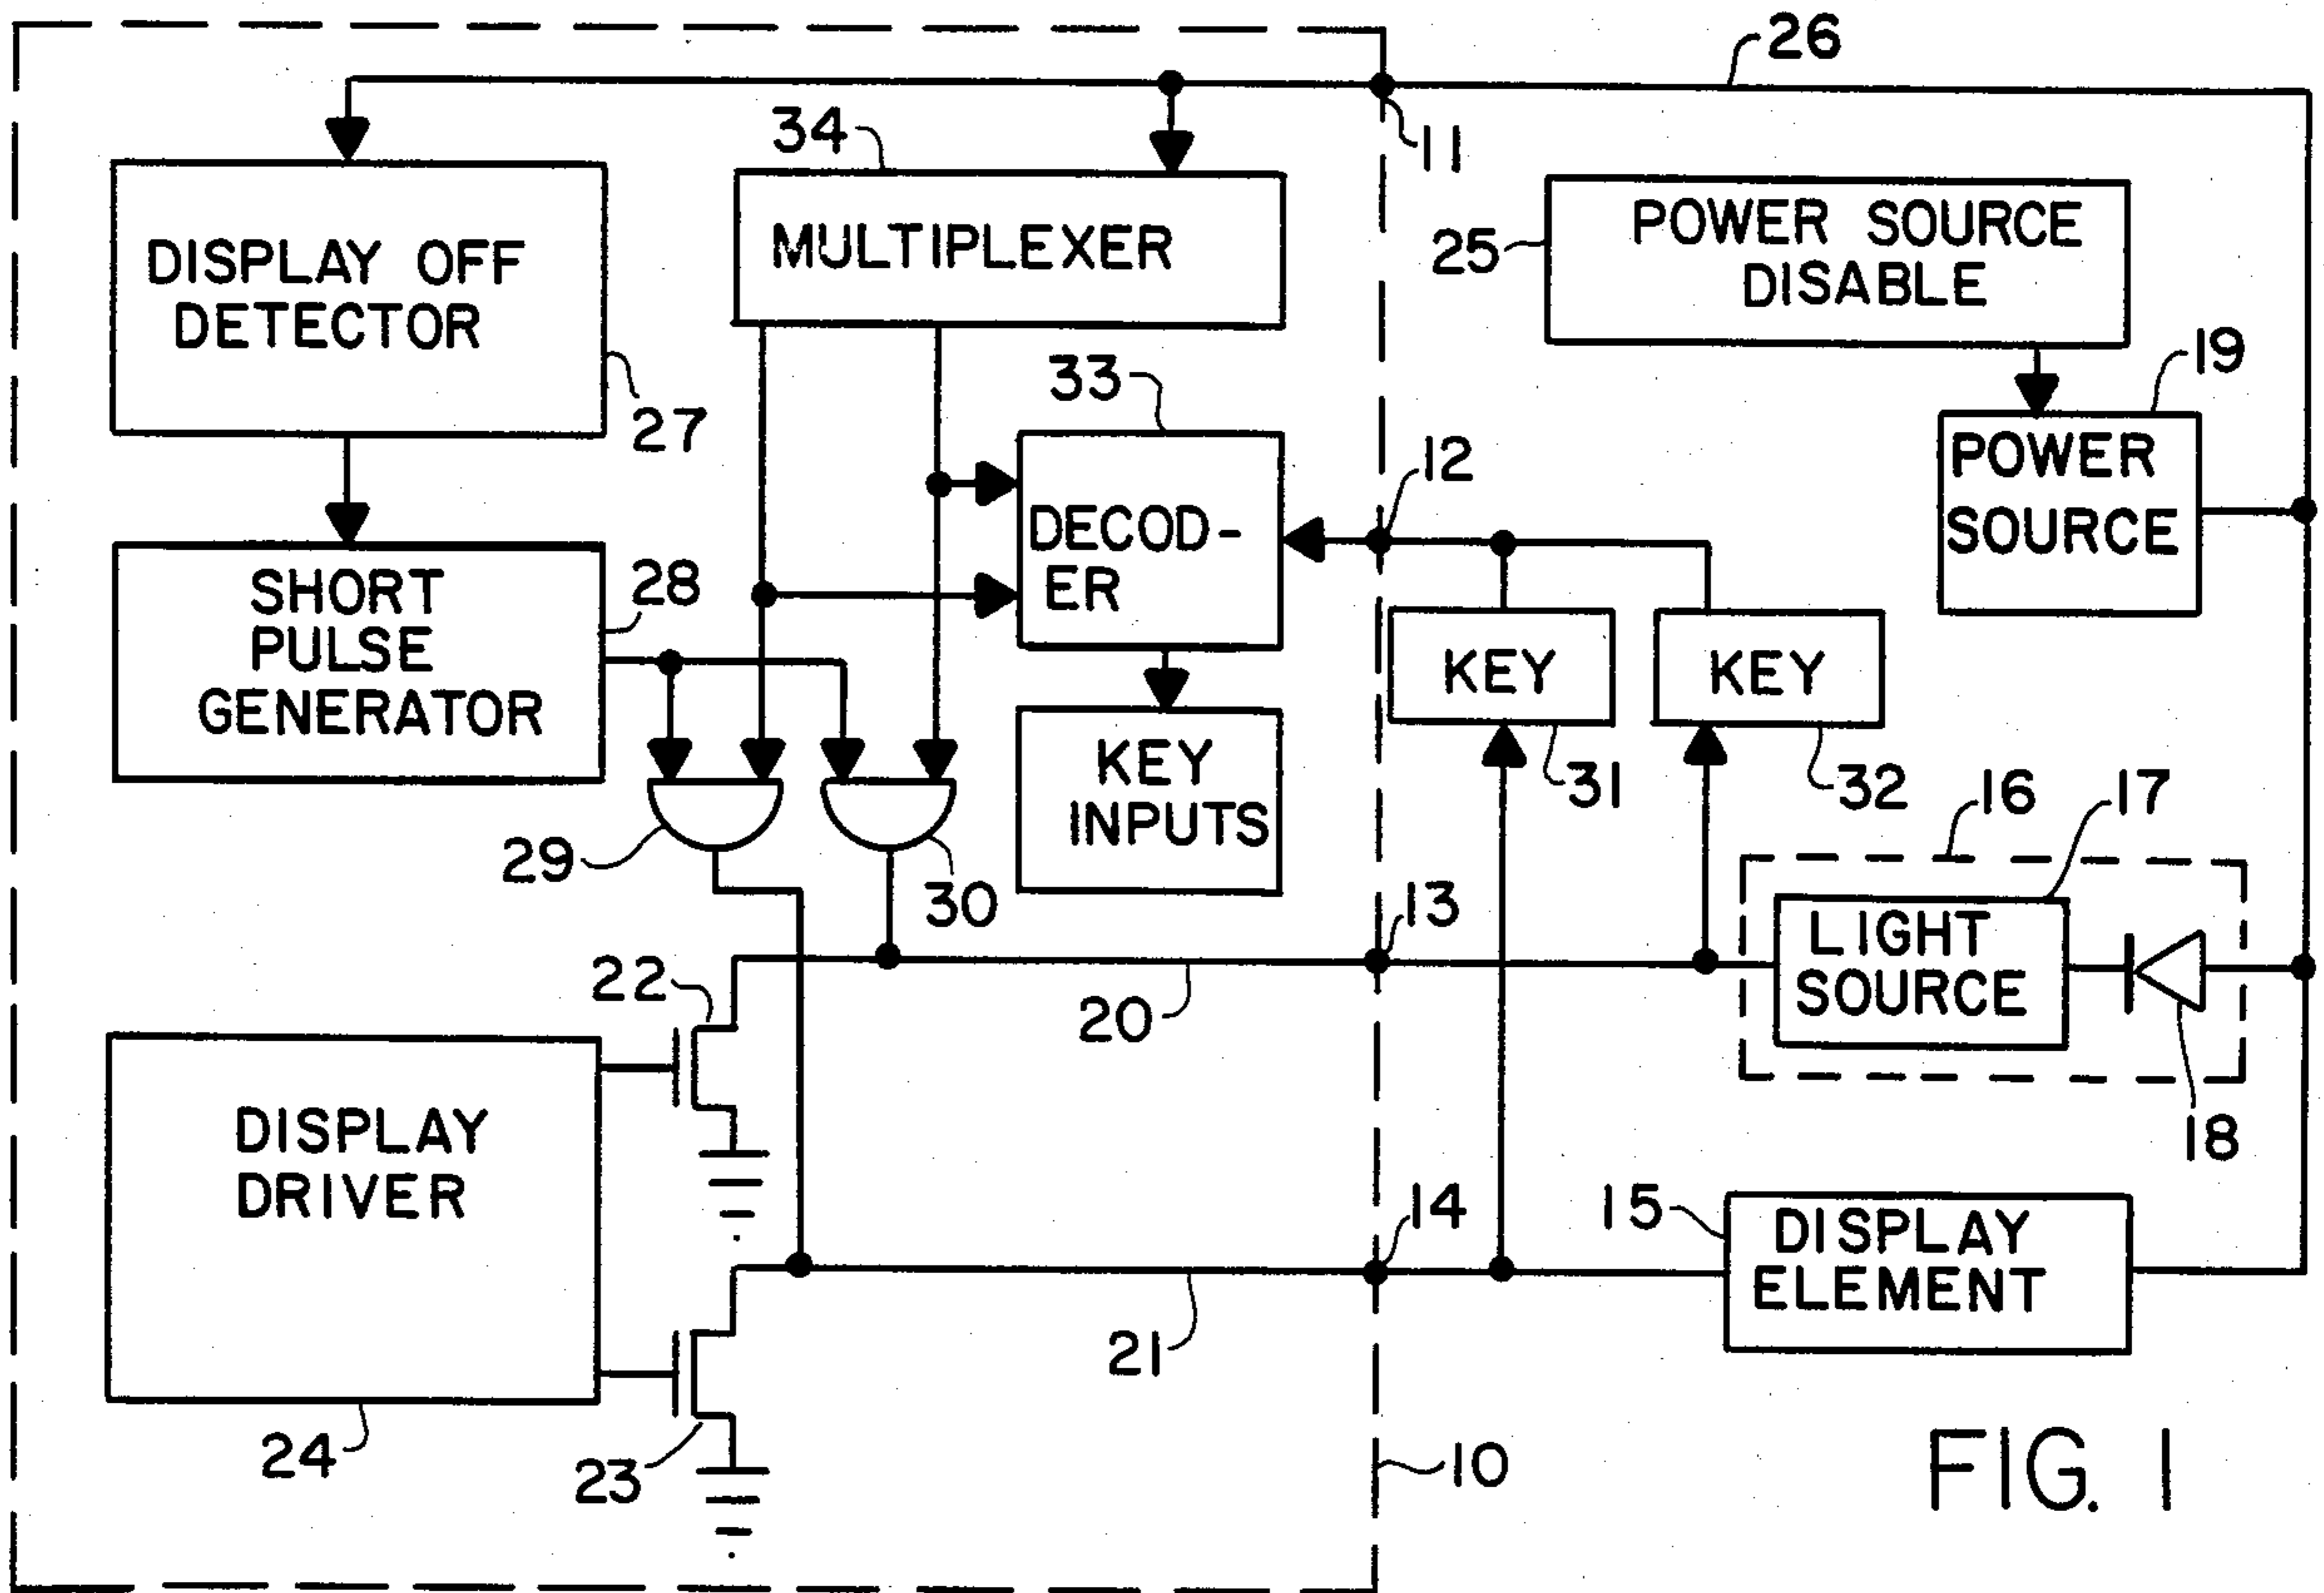 26
34
11
DISPLAY OFF
DETECTOR
27
MULTIPLEXER
25
POWER SOURCE
DISABLE
19
POWER
SOURCE
33
12
DECOD-
ER
SHORT
PULSE
GENERATOR
28
KEY
31
KEY
32
KEY
INPUTS
29
30
16
17
13
LIGHT
SOURCE
18
22
20
DISPLAY
DRIVER
24
14
15
DISPLAY
ELEMENT
21
23
10
FIG. 1